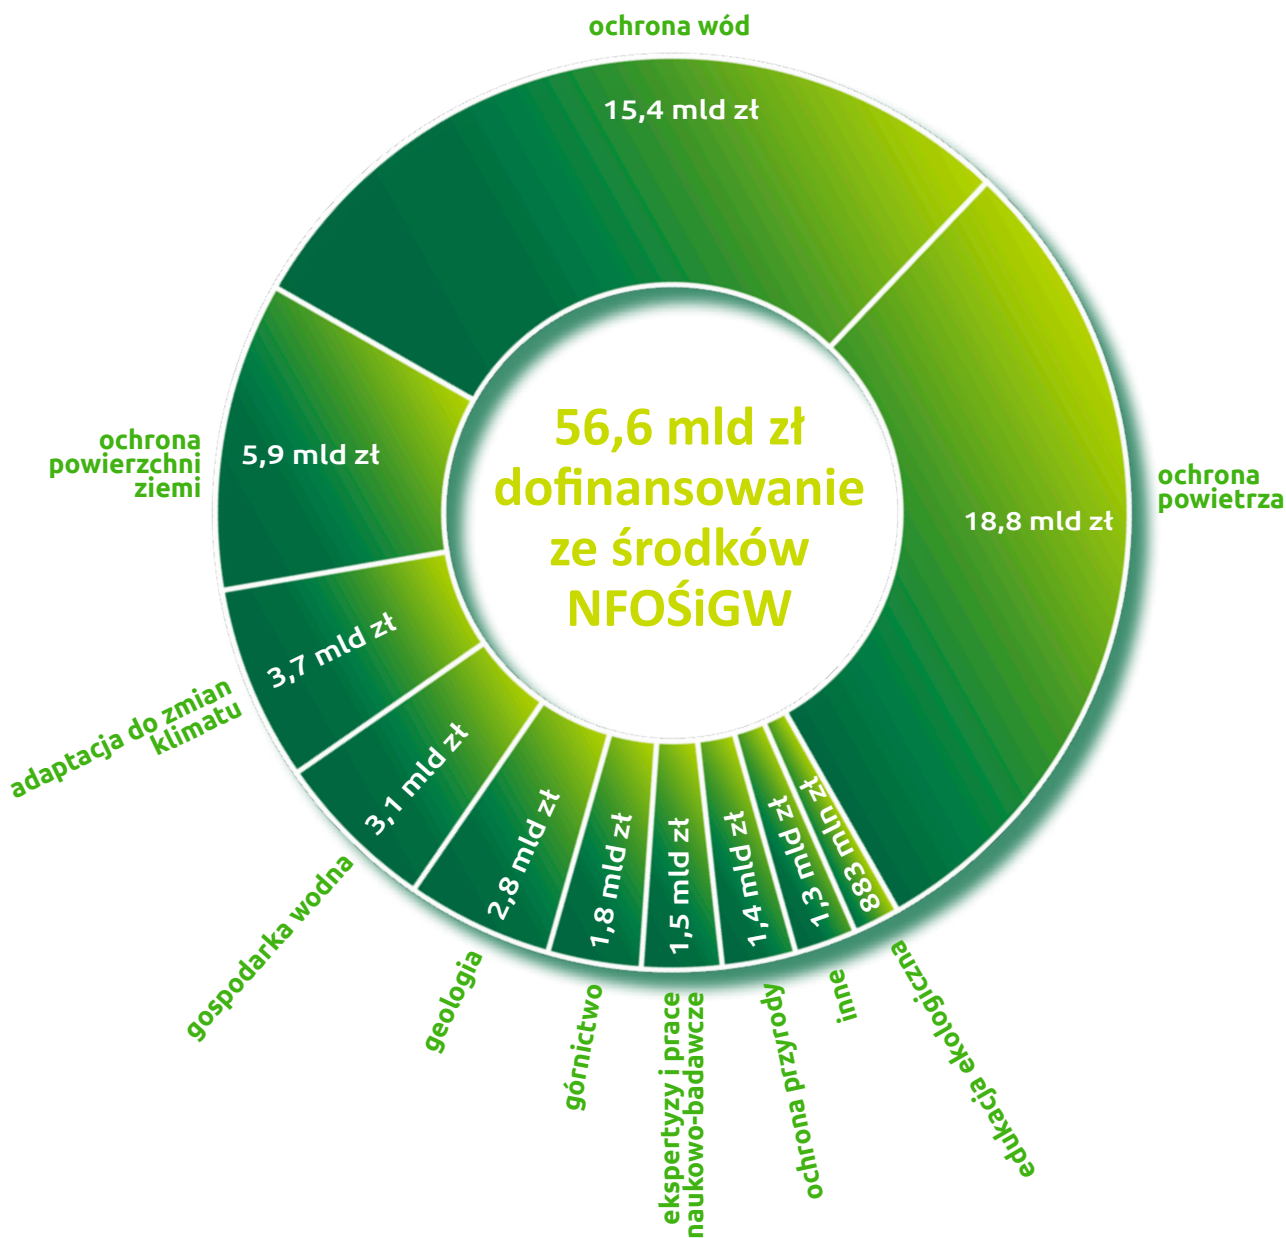 ochrona wód
15,4 mld zł
ochrona
powietrza
18,8 mld zł
56,6 mld zł
dofinansowanie
ze środków
NFOŚiGW
ochrona
powierzchni
ziemi
5,9 mld zł
adaptacja do zmian
klimatu
3,7 mld zł
gospodarka wodna
3,1 mld zł
geologia
2,8 mld zł
górnictwo
1,8 mld zł
ekspertyzy i prace
naukowo-badawcze
1,5 mld zł
ochrona przyrody
1,4 mld zł
inne
1,3 mld zł
edukacja ekologiczna
883 mln zł